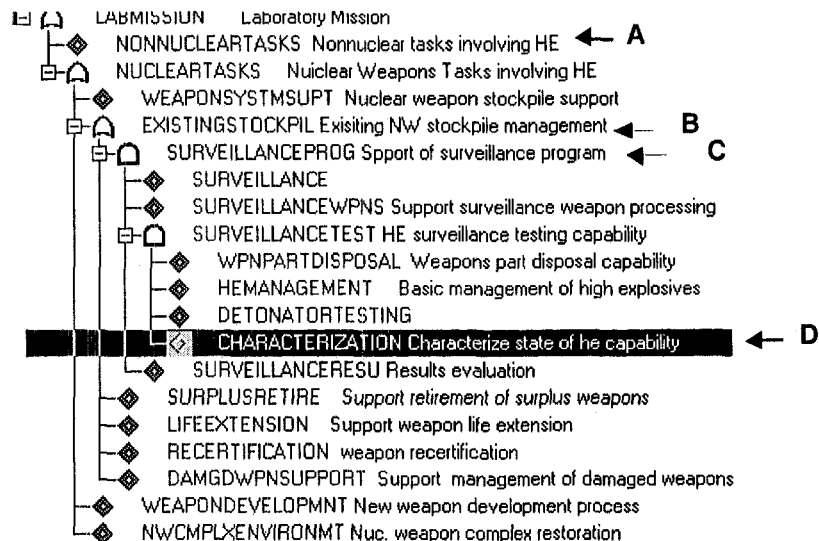 LABMISSION Laboratory Mission
NONNUCLEARTASKS Nonnuclear tasks involving HE A
NUCLEARTASKS Nuiclear Weapons Tasks involving HE
WEAPONSYSTMSUPT Nuclear weapon stockpile support
EXISTINGSTOCKPIL Exisiting NW stockpile management B
SURVEILLANCEPROG Spport of surveillance program C
SURVEILLANCE
SURVEILLANCEWPNS Support surveillance weapon processing
SURVEILLANCETEST HE surveillance testing capability
WPNPARTDISPOSAL Weapons part disposal capability
HEMANAGEMENT Basic management of high explosives
DETONATORTESTING
CHARACTERIZATION Characterize state of he capability D
SURVEILLANCERESU Results evaluation
SURPLUSRETIRE Support retirement of surplus weapons
LIFEEXTENSION Support weapon life extension
RECERTIFICATION weapon recertification
DAMGDWPNSUPPORT Support management of damaged weapons
WEAPONDEVELOPMNT New weapon development process
NWCMPLXENVIRONMT Nuc. weapon complex restoration